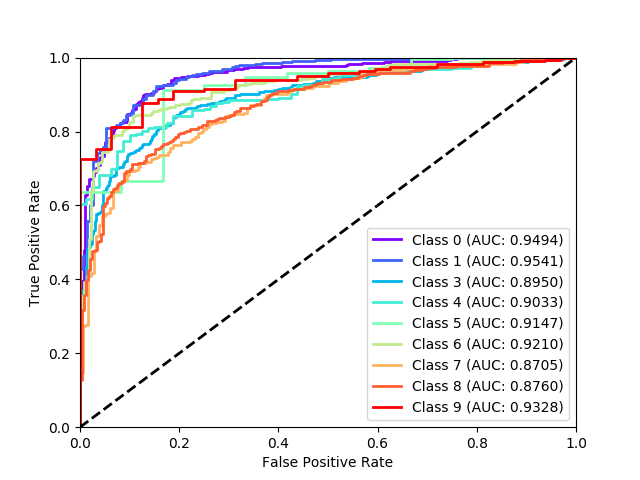 1.0
0.8
0.6
0.4
0.2
0.0
0.0 0.2 0.4 0.6 0.8 1.0
True Positive Rate
False Positive Rate
Class 0 (AUC: 0.9494)
Class 1 (AUC: 0.9541)
Class 3 (AUC: 0.8950)
Class 4 (AUC: 0.9033)
Class 5 (AUC: 0.9147)
Class 6 (AUC: 0.9210)
Class 7 (AUC: 0.8705)
Class 8 (AUC: 0.8760)
Class 9 (AUC: 0.9328)